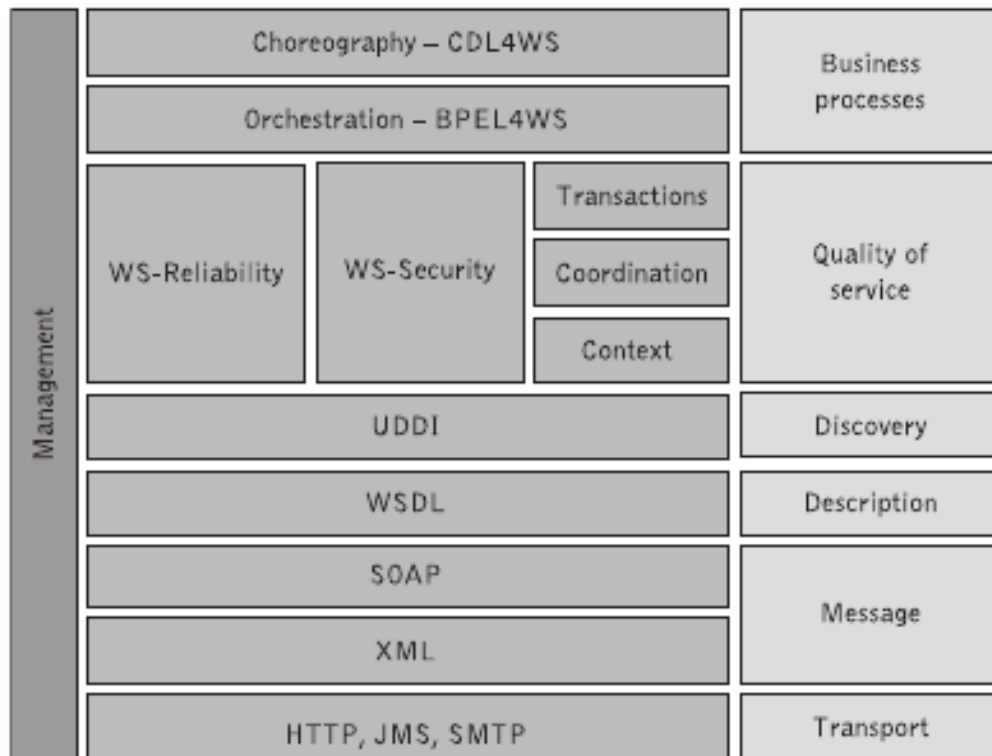 Management
Choreography – CDL4WS
Business
processes
Orchestration – BPEL4WS
WS-Reliability
WS-Security
Transactions
Coordination
Context
Quality of
service
UDDI
Discovery
WSDL
Description
SOAP
Message
XML
HTTP, JMS, SMTP
Transport